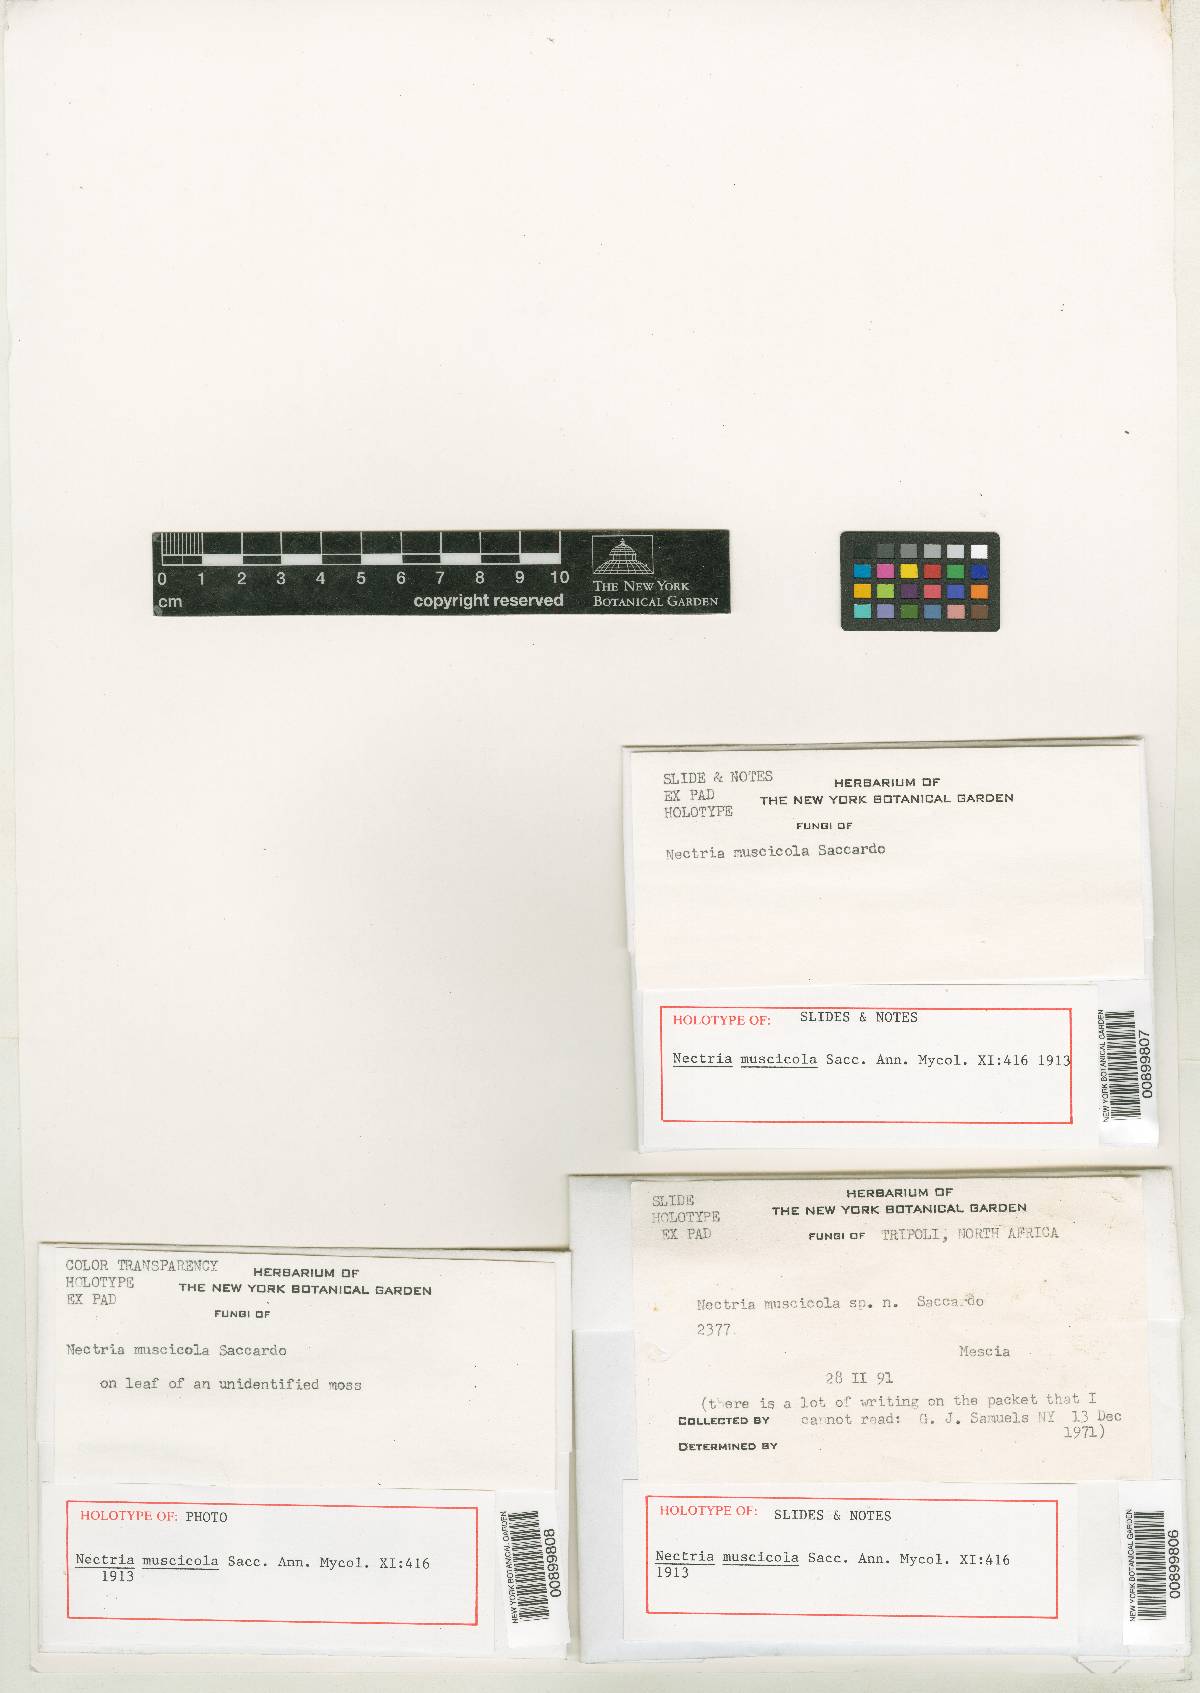 0 1 2 3 4 5 6 7 8 9 10
cm
copyright reserved
THE NEW YORK
BOTANICAL GARDEN
SLIDE & NOTES
EX PAD
HOLOTYPE
HERBARIUM OF
THE NEW YORK BOTANICAL GARDEN
FUNGI OF
Nectria muscicola Saccardo
HOLOTYPE OF: SLIDES & NOTES
Nectria muscicola Sacc. Ann. Mycol. XI:416 1913
NEW YORK BOTANICAL GARDEN
00899807
SLIDE
HOLOTYPE
EX PAD
HERBARIUM OF
THE NEW YORK BOTANICAL GARDEN
FUNGI OF TRIPOLI, NORTH AFRICA
Nectria muscicola sp. n. Saccardo
2377.
Mescia
28 II 91
(there is a lot of writing on the packet that I
COLLECTED BY cannot read: G. J. Samuels NY 13 Dec
1971)
DETERMINED BY
HOLOTYPE OF: SLIDES & NOTES
Nectria muscicola Sacc. Ann. Mycol. XI:416
1913
NEW YORK BOTANICAL GARDEN
00899806
COLOR TRANSPARENCY
HOLOTYPE
EX PAD
HERBARIUM OF
THE NEW YORK BOTANICAL GARDEN
FUNGI OF
Nectria muscicola Saccardo
on leaf of an unidentified moss
HOLOTYPE OF: PHOTO
Nectria muscicola Sacc. Ann. Mycol. XI:416
1913
NEW YORK BOTANICAL GARDEN
00899808